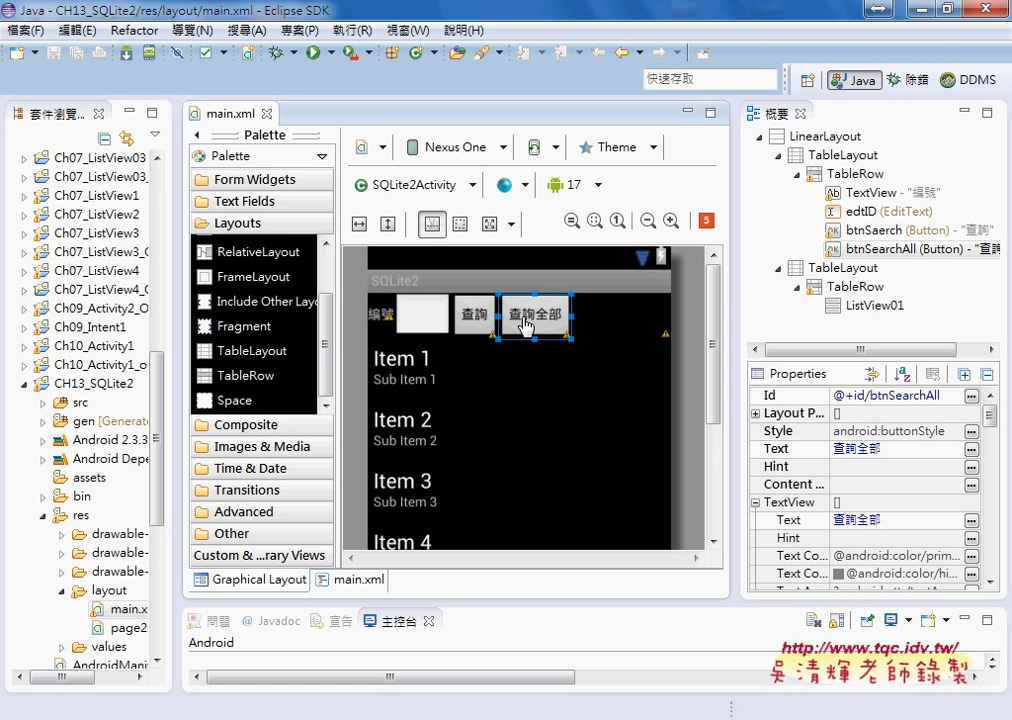 Java - CH13_SQLite2/res/layout/main.xml - Eclipse SDK
檔案(F) 編輯(E) Refactor 導覽(N) 搜尋(A) 專案(P) 執行(R) 視窗(W) 說明(H)
快速存取
Java 除錯 DDMS
套件瀏覽
Ch07_ListView03
Ch07_ListView03_
Ch07_ListView1
Ch07_ListView2
Ch07_ListView3
Ch07_ListView3_C
Ch07_ListView4
Ch07_ListView4_C
Ch09_Activity2_O
Ch09_Intent1
Ch10_Activity1
Ch10_Activity1_o
CH13_SQLite2
src
gen [Generate
Android 2.3.3
Android Depe
assets
bin
res
drawable-
drawable-
drawable-
layout
main.x
page2
values
AndroidMani
main.xml
Palette
Palette
Form Widgets
Text Fields
Layouts
RelativeLayout
FrameLayout
Include Other Layo
Fragment
TableLayout
TableRow
Space
Composite
Images & Media
Time & Date
Transitions
Advanced
Other
Custom & ...rary Views
Graphical Layout main.xml
Nexus One Theme
SQLite2Activity 17
5
SQLite2
編號 查詢 查詢全部
Item 1
Sub Item 1
Item 2
Sub Item 2
Item 3
Sub Item 3
Item 4
概要
LinearLayout
TableLayout
TableRow
TextView - "編號"
edtID (EditText)
btnSaerch (Button) - "查詢"
btnSearchAll (Button) - "查詢
TableLayout
TableRow
ListView01
Properties
Id @+id/btnSearchAll
Layout P... []
Style android:buttonStyle
Text 查詢全部
Hint
Content ...
TextView []
Text 查詢全部
Hint
Text Co... @android:color/prim...
Text Co... @android:color/hi...
問題 @ Javadoc 宣告 主控台
Android
http://www.tqc.idv.tw/
吳清輝老師錄製